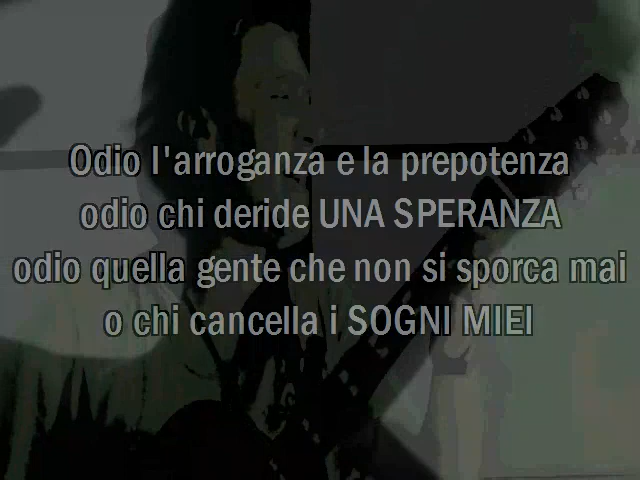 Odio l'arroganza e la prepotenza
odio chi deride UNA SPERANZA
odio quella gente che non si sporca mai
o chi cancella i SOGNI MIEI